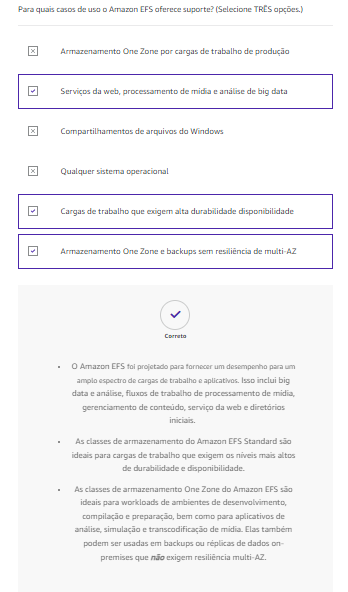 Para quais casos de uso o Amazon EFS oferece suporte? (Selecione TRÊS opções.)
Armazenamento One Zone por cargas de trabalho de produção
Serviços da web, processamento de mídia e análise de big data
Compartilhamentos de arquivos do Windows
Qualquer sistema operacional
Cargas de trabalho que exigem alta durabilidade disponibilidade
Armazenamento One Zone e backups sem resiliência de multi-AZ
Correto
• O Amazon EFS foi projetado para fornecer um desempenho para um
amplo espectro de cargas de trabalho e aplicativos. Isso inclui big
data e análise, fluxos de trabalho de processamento de mídia,
gerenciamento de conteúdo, serviço da web e diretórios
iniciais.
• As classes de armazenamento do Amazon EFS Standard são
ideais para cargas de trabalho que exigem os níveis mais altos
de durabilidade e disponibilidade.
• As classes de armazenamento One Zone do Amazon EFS são
ideais para workloads de ambientes de desenvolvimento,
compilação e preparação, bem como para aplicativos de
análise, simulação e transcodificação de mídia. Elas também
podem ser usadas em backups ou réplicas de dados on-
premises que não exigem resiliência multi-AZ.